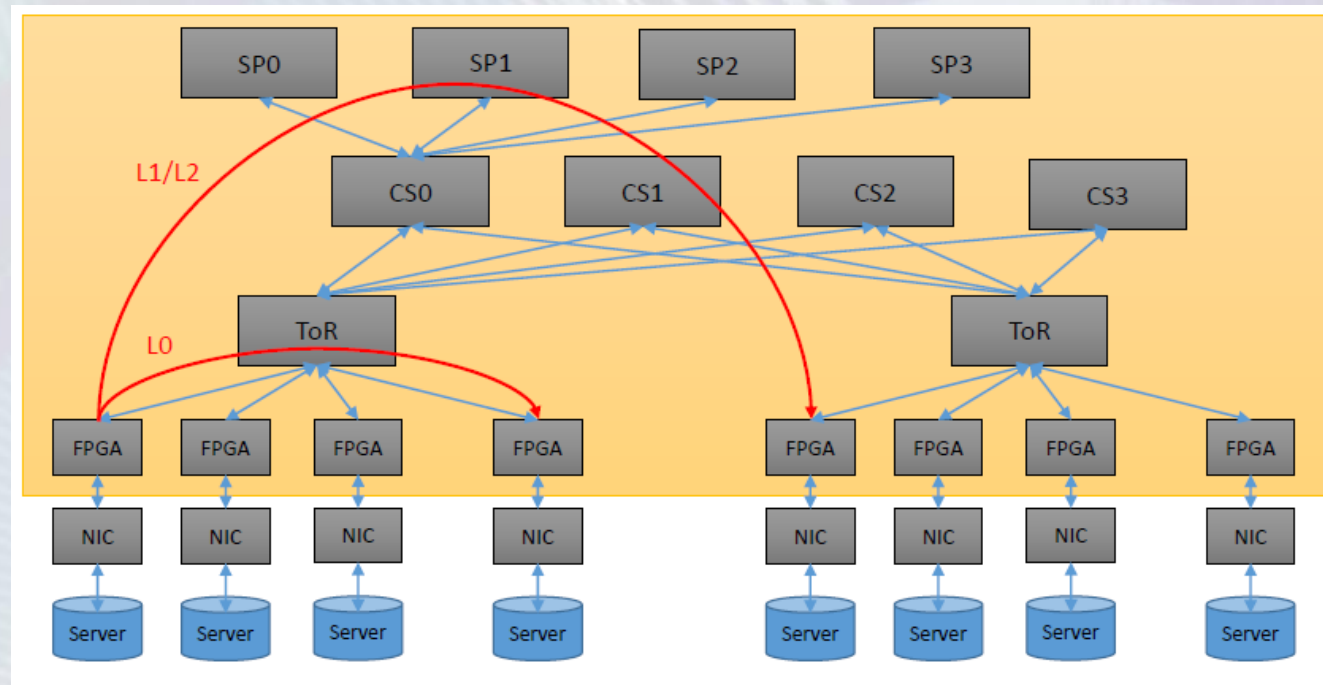 SP0
SP1
SP2
SP3
L1/L2
CS0
CS1
CS2
CS3
ToR
ToR
L0
FPGA
FPGA
FPGA
FPGA
FPGA
FPGA
FPGA
FPGA
NIC
NIC
NIC
NIC
NIC
NIC
NIC
NIC
Server
Server
Server
Server
Server
Server
Server
Server